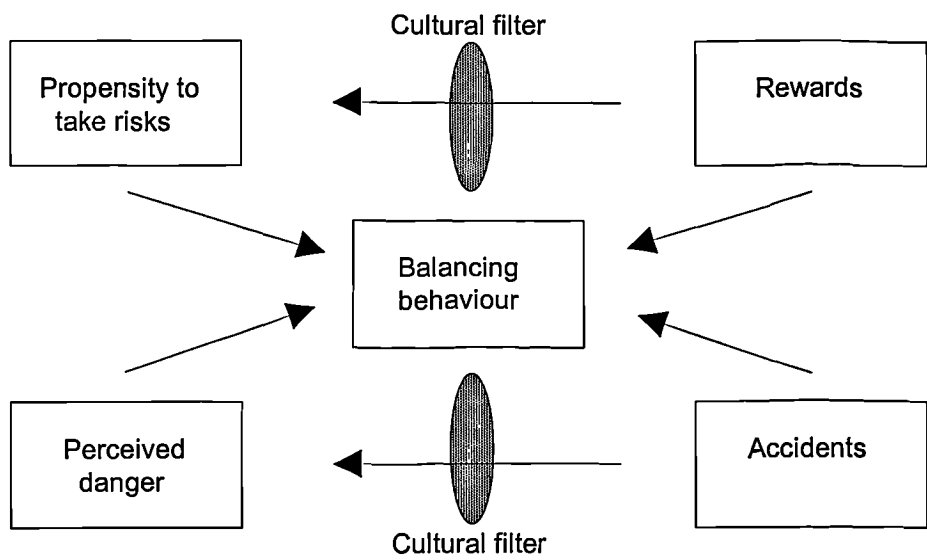 Cultural filter
Propensity to
take risks
Rewards
Balancing
behaviour
Perceived
danger
Accidents
Cultural filter